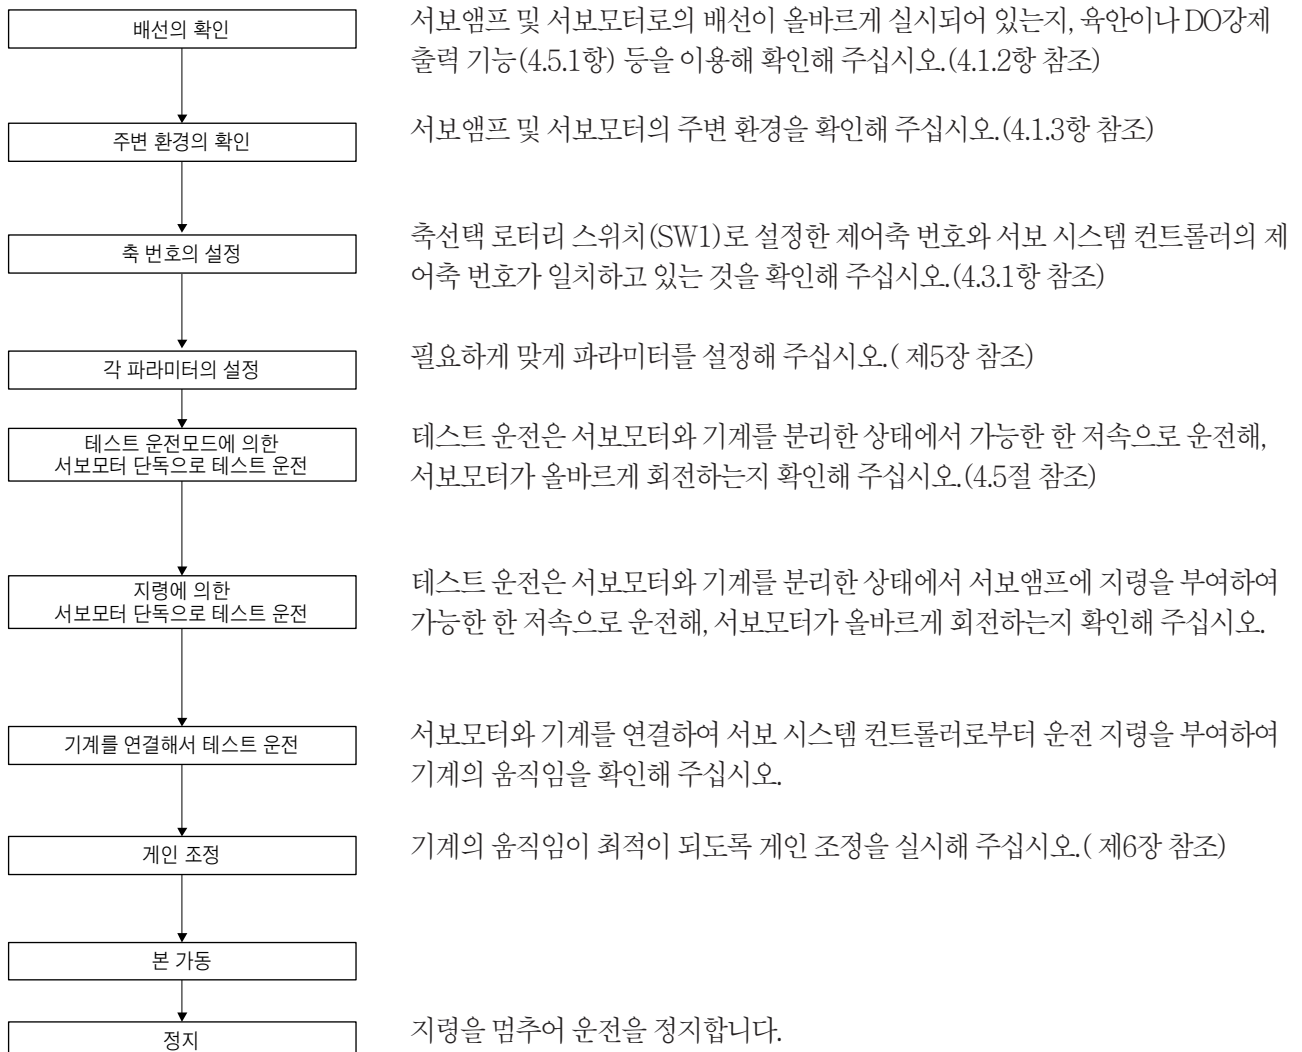 배선의 확인
서보앰프 및 서보모터로의 배선이 올바르게 실시되어 있는지, 육안이나 DO강제
출력 기능(4.5.1항) 등을 이용해 확인해 주십시오.(4.1.2항 참조)
주변 환경의 확인
서보앰프 및 서보모터의 주변 환경을 확인해 주십시오.(4.1.3항 참조)
축 번호의 설정
축선택 로터리 스위치(SW1)로 설정한 제어축 번호와 서보 시스템 컨트롤러의 제
어축 번호가 일치하고 있는 것을 확인해 주십시오.(4.3.1항 참조)
각 파라미터의 설정
필요하게 맞게 파라미터를 설정해 주십시오.( 제5장 참조)
테스트 운전모드에 의한
서보모터 단독으로 테스트 운전
테스트 운전은 서보모터와 기계를 분리한 상태에서 가능한 한 저속으로 운전해,
서보모터가 올바르게 회전하는지 확인해 주십시오.(4.5절 참조)
지령에 의한
서보모터 단독으로 테스트 운전
테스트 운전은 서보모터와 기계를 분리한 상태에서 서보앰프에 지령을 부여하여
가능한 한 저속으로 운전해, 서보모터가 올바르게 회전하는지 확인해 주십시오.
기계를 연결해서 테스트 운전
서보모터와 기계를 연결하여 서보 시스템 컨트롤러로부터 운전 지령을 부여하여
기계의 움직임을 확인해 주십시오.
게인 조정
기계의 움직임이 최적이 되도록 게인 조정을 실시해 주십시오.( 제6장 참조)
본 가동
정지
지령을 멈추어 운전을 정지합니다.